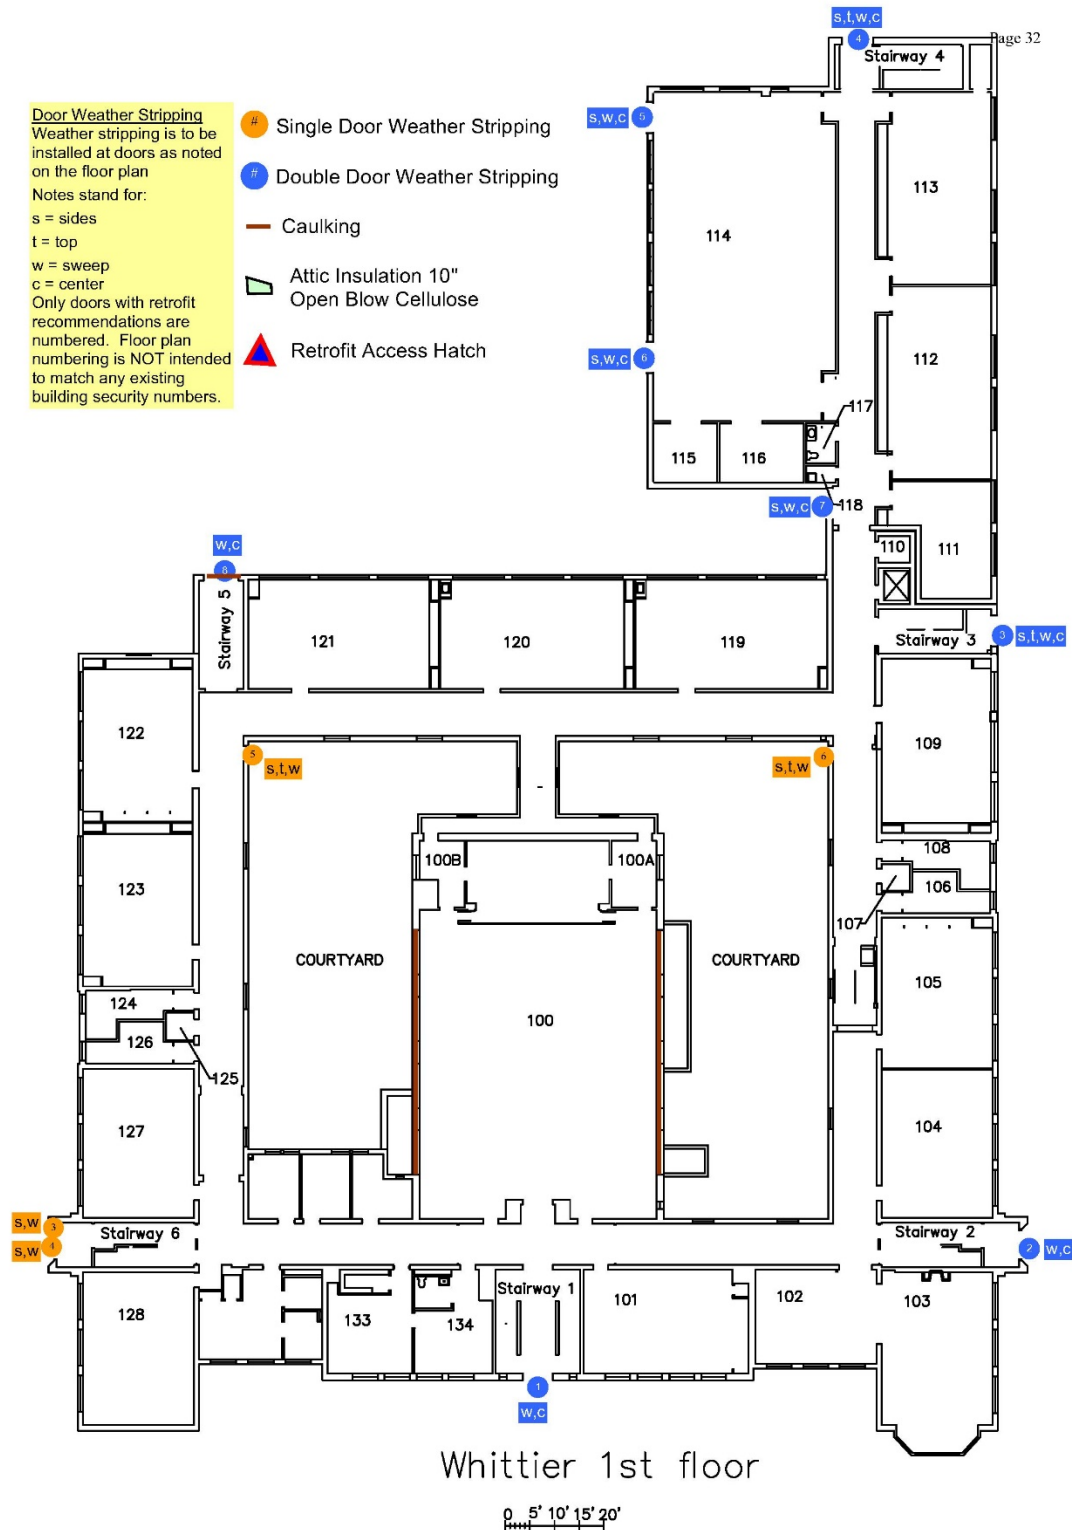 s,t,w,c
4
Page 32
Stairway 4
Door Weather Stripping
Weather stripping is to be
installed at doors as noted
on the floor plan
Notes stand for:
s = sides
t = top
w = sweep
c = center
Only doors with retrofit
recommendations are
numbered. Floor plan
numbering is NOT intended
to match any existing
building security numbers.
# Single Door Weather Stripping
# Double Door Weather Stripping
Caulking
Attic Insulation 10"
Open Blow Cellulose
Retrofit Access Hatch
s,w,c 5
113
114
s,w,c 6
112
117
115
116
s,w,c 7
118
110
111
w,c
8
Stairway 5
121
120
119
Stairway 3
3 s,t,w,c
122
109
5
s,t,w
s,t,w
6
100B
100A
108
123
106
107
COURTYARD
COURTYARD
105
124
100
126
125
127
104
s,w 3
s,w 4
Stairway 6
Stairway 2
2 w,c
Stairway 1
101
102
103
128
133
134
1
w,c
Whittier 1st floor
0 5' 10' 15' 20'